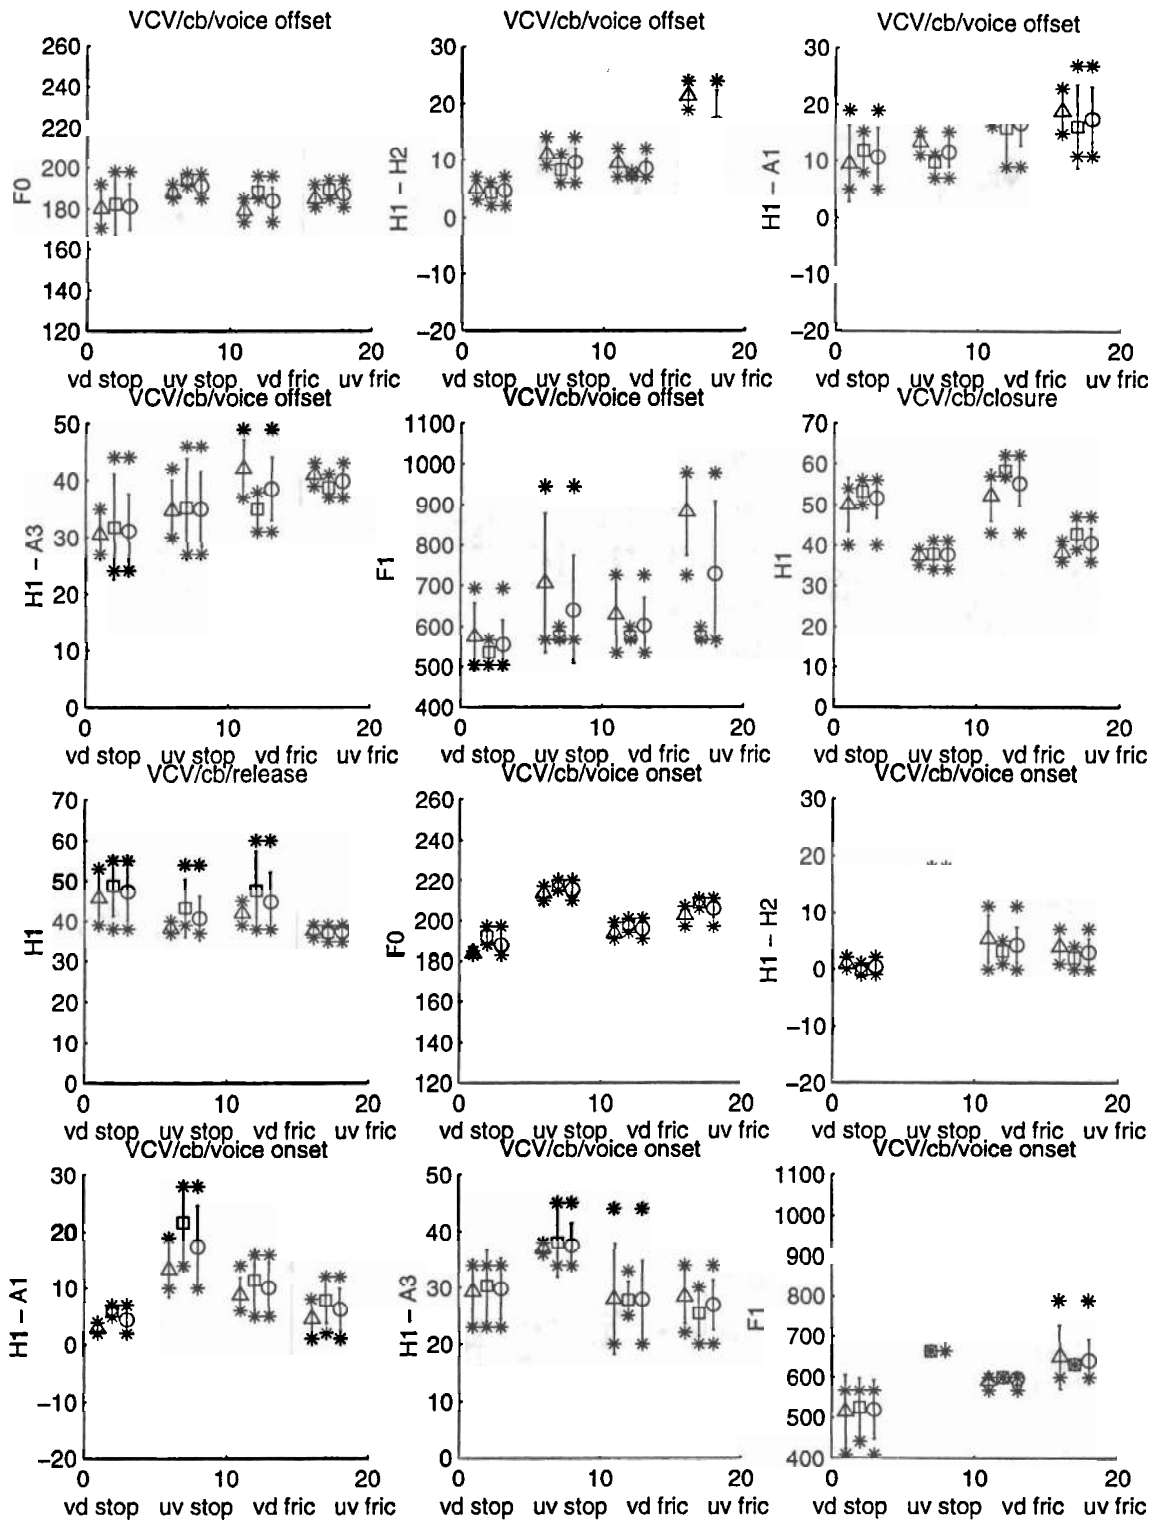 VCV/cb/voice offset VCV/cb/voice offset VCV/cb/voice offset
260 30 30
240 20 20
220 10 10
200 0 0
180 −10 −10
160 −20 −20
140
120
F0 H1 − H2 H1 − A1
0 10 20 0 10 20 0 10 20
vd stop uv stop vd fric uv fric vd stop uv stop vd fric uv fric vd stop uv stop vd fric uv fric
VCV/cb/voice offset VCV/cb/voice offset VCV/cb/closure
50 1100 70
40 1000 60
30 900 50
20 800 40
10 700 30
0 600 20
500 10
400 0
H1 − A3 F1 H1
0 10 20 0 10 20 0 10 20
vd stop uv stop vd fric uv fric vd stop uv stop vd fric uv fric vd stop uv stop vd fric uv fric
VCV/cb/release VCV/cb/voice onset VCV/cb/voice onset
70 260 30
60 240 20
50 220 10
40 200 0
30 180 −10
20 160 −20
10 140
0 120
H1 F0 H1 − H2
0 10 20 0 10 20 0 10 20
vd stop uv stop vd fric uv fric vd stop uv stop vd fric uv fric vd stop uv stop vd fric uv fric
VCV/cb/voice onset VCV/cb/voice onset VCV/cb/voice onset
30 50 1100
20 40 1000
10 30 900
0 20 800
−10 10 700
−20 0 600
500
400
H1 − A1 H1 − A3 F1
0 10 20 0 10 20 0 10 20
vd stop uv stop vd fric uv fric vd stop uv stop vd fric uv fric vd stop uv stop vd fric uv fric